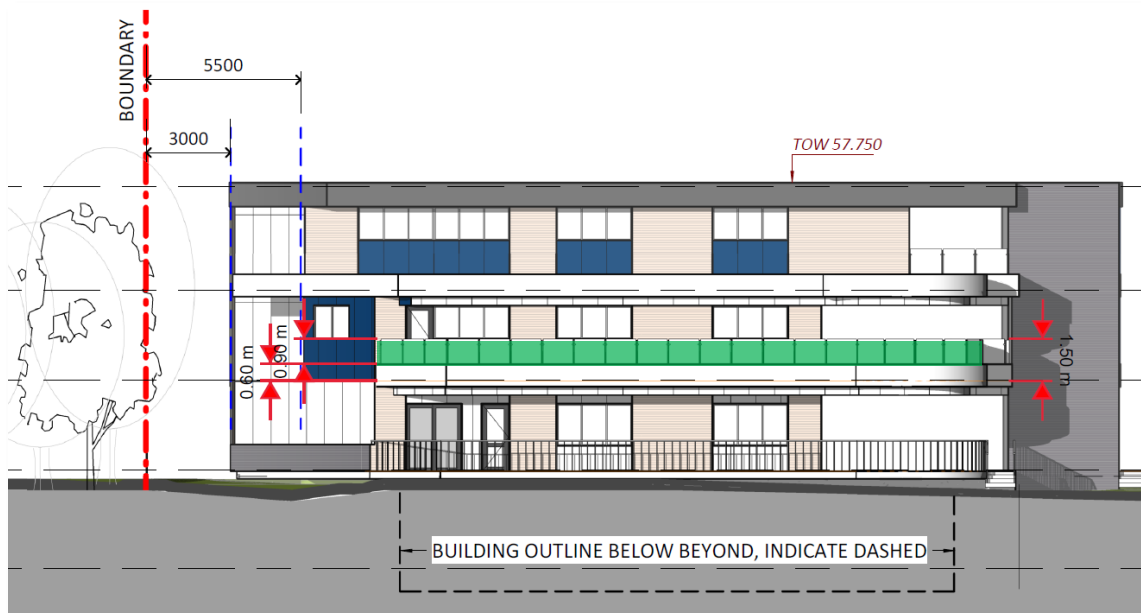 BOUNDARY
5500
3000
TOW 57.750
0.60 m
0.90 m
1.50 m
BUILDING OUTLINE BELOW BEYOND, INDICATE DASHED